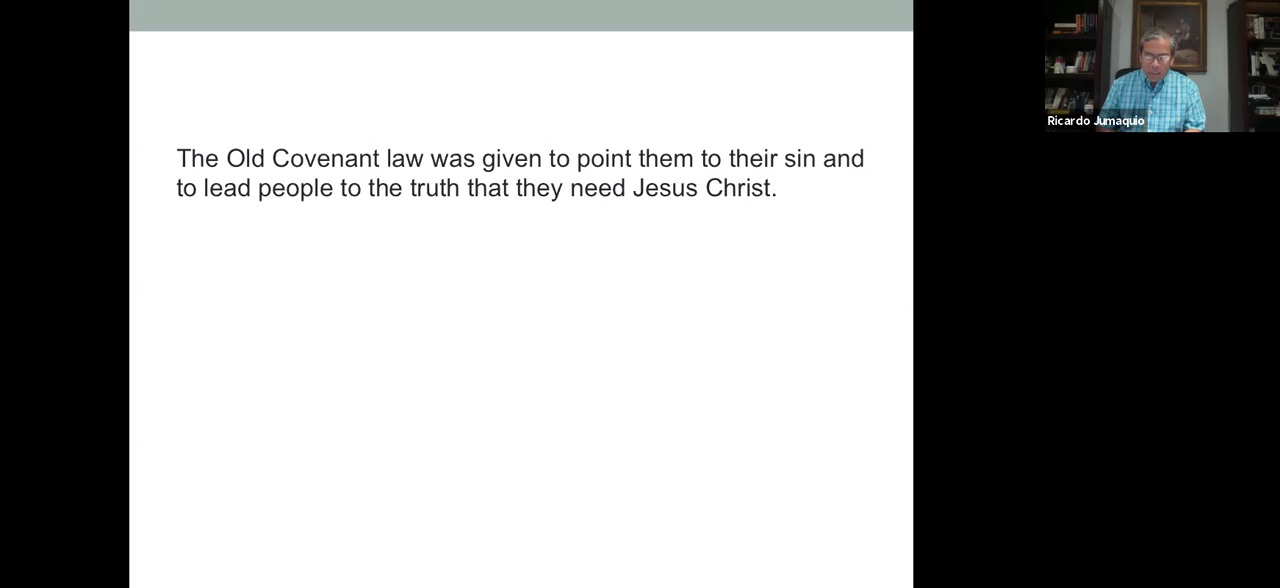 The Old Covenant law was given to point them to their sin and
to lead people to the truth that they need Jesus Christ.
Ricardo Jumaquio